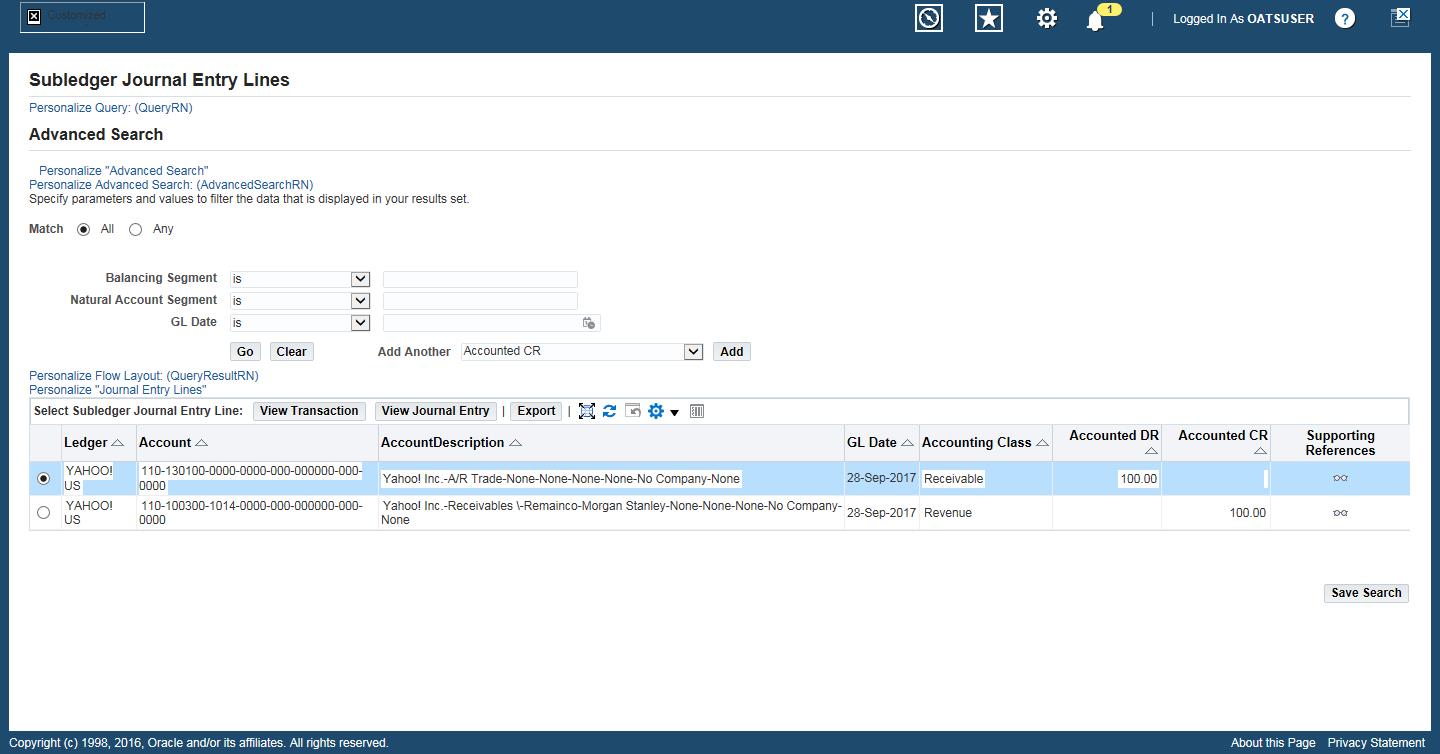 Customized
1
Logged In As OATSUSER
?
Subledger Journal Entry Lines
Personalize Query: (QueryRN)
Advanced Search
Personalize "Advanced Search"
Personalize Advanced Search: (AdvancedSearchRN)
Specify parameters and values to filter the data that is displayed in your results set.
Match All Any
Balancing Segment is
Natural Account Segment is
GL Date is
Go Clear Add Another Accounted CR Add
Personalize Flow Layout: (QueryResultRN)
Personalize "Journal Entry Lines"
Select Subledger Journal Entry Line: View Transaction View Journal Entry | Export |
Ledger Account AccountDescription GL Date Accounting Class Accounted DR Accounted CR Supporting
References
YAHOO! 110-130100-0000-0000-000-000000-000-
US 0000 Yahoo! Inc.-A/R Trade-None-None-None-None-No Company-None 28-Sep-2017 Receivable 100.00
YAHOO! 110-100300-1014-0000-000-000000-000- Yahoo! Inc.-Receivables \-Remainco-Morgan Stanley-None-None-None-No Company- 28-Sep-2017 Revenue 100.00
US 0000 None
Save Search
Copyright (c) 1998, 2016, Oracle and/or its affiliates. All rights reserved. About this Page Privacy Statement